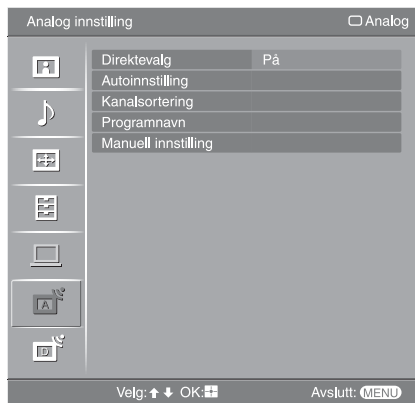 Analog innstilling Analog
Direktevalg På
Autoinnstilling
Kanalsortering
Programnavn
Manuell innstilling
A
D
Velg: OK: Avslutt: MENU